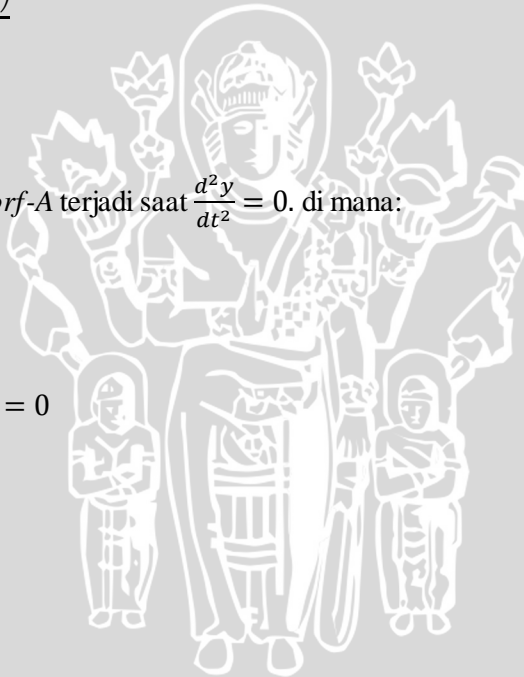 )
orf-A terjadi saat d²y/dt² = 0. di mana:
= 0